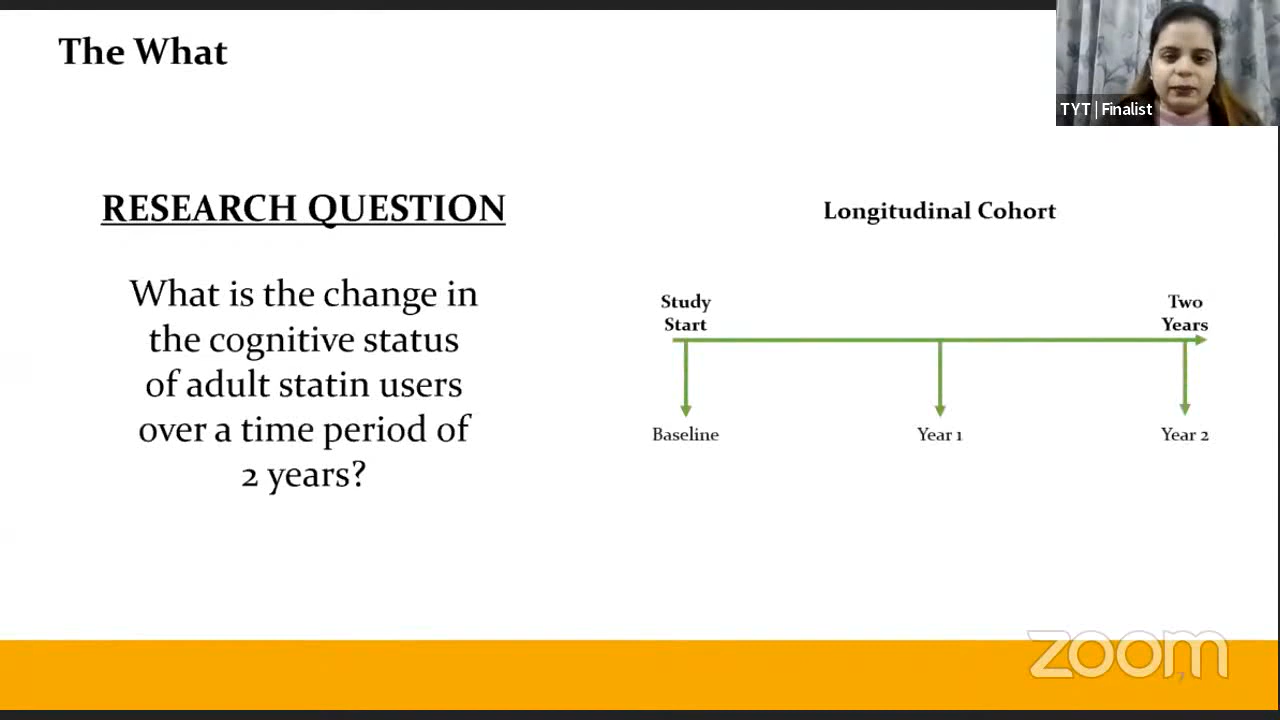 The What
TYT | Finalist
RESEARCH QUESTION
What is the change in
the cognitive status
of adult statin users
over a time period of
2 years?
Longitudinal Cohort
Study
Start
Two
Years
Baseline
Year 1
Year 2
zoom
7